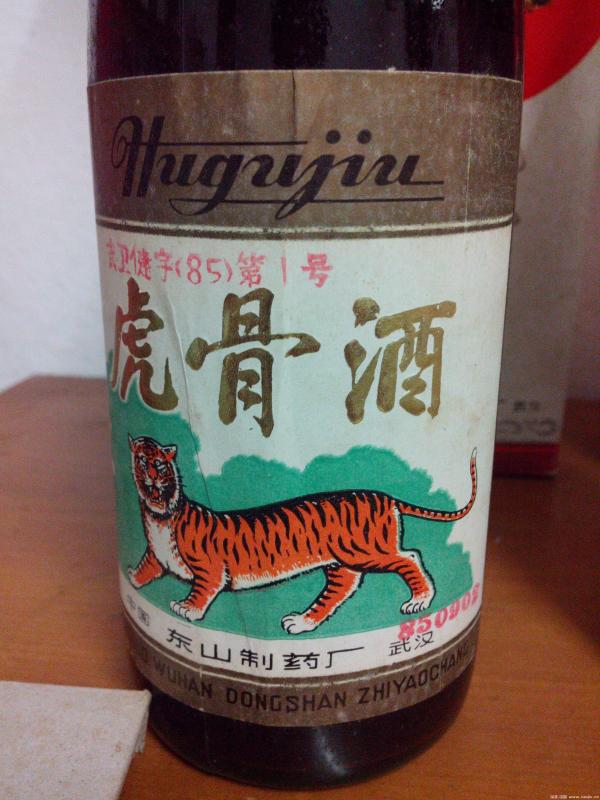 Hugujiu
武卫健字(85)第1号
虎骨酒
850902
中国 东山制药厂 武汉
WUHAN DONGSHAN ZHIYAOCHANG